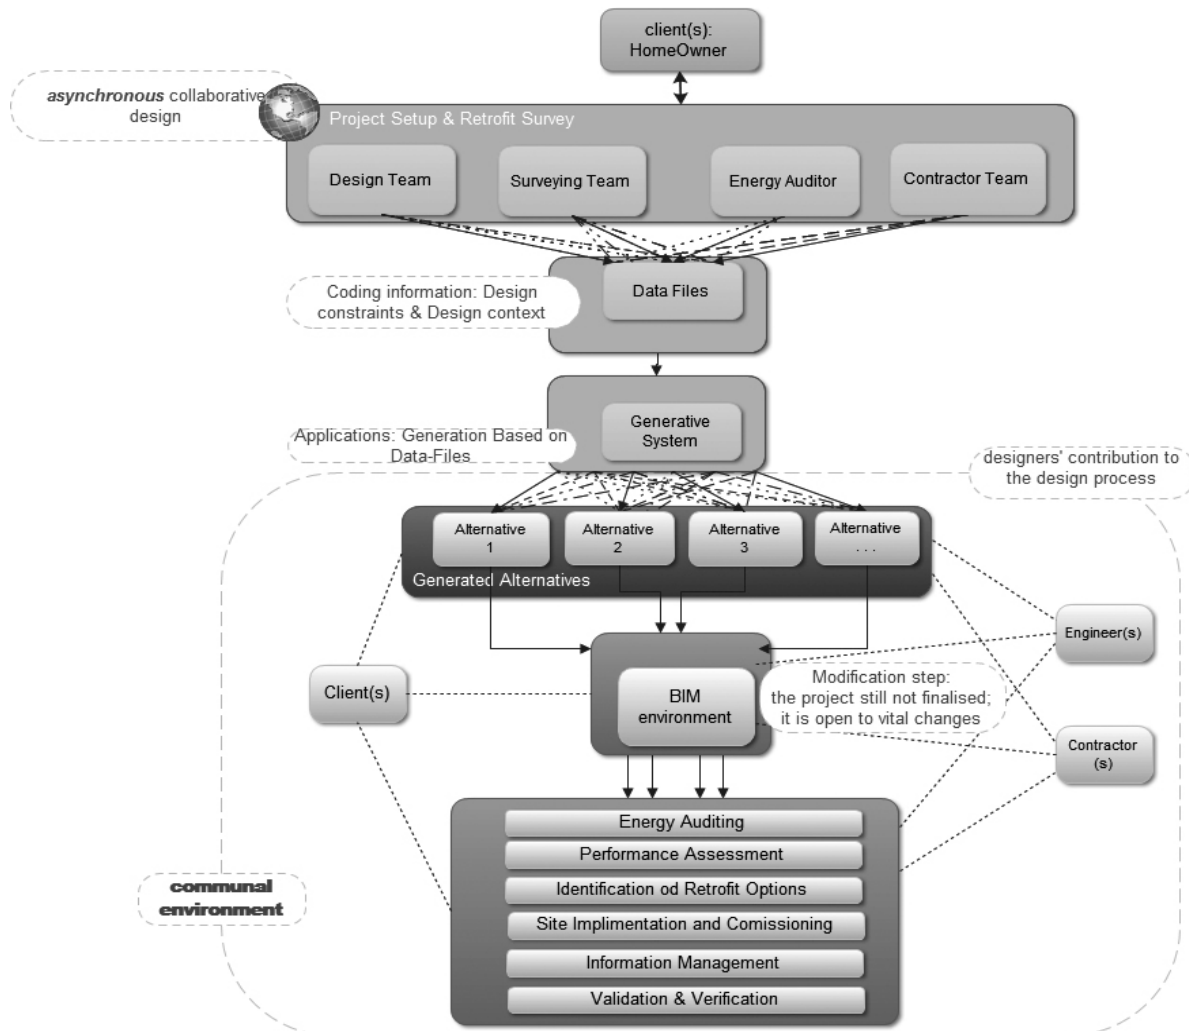 client(s):
HomeOwner
asynchronous collaborative
design
Project Setup & Retrofit Survey
Design Team
Surveying Team
Energy Auditor
Contractor Team
Data Files
Coding information: Design
constraints & Design context
Generative
System
Applications: Generation Based on
Data-Files
designers' contribution to
the design process
Alternative
1
Alternative
2
Alternative
3
Alternative
. . .
Generated Alternatives
Engineer(s)
Client(s)
BIM
environment
Modification step:
the project still not finalised;
it is open to vital changes
Contractor
(s)
Energy Auditing
Performance Assessment
Identification od Retrofit Options
Site Implimentation and Comissioning
Information Management
Validation & Verification
communal
environment